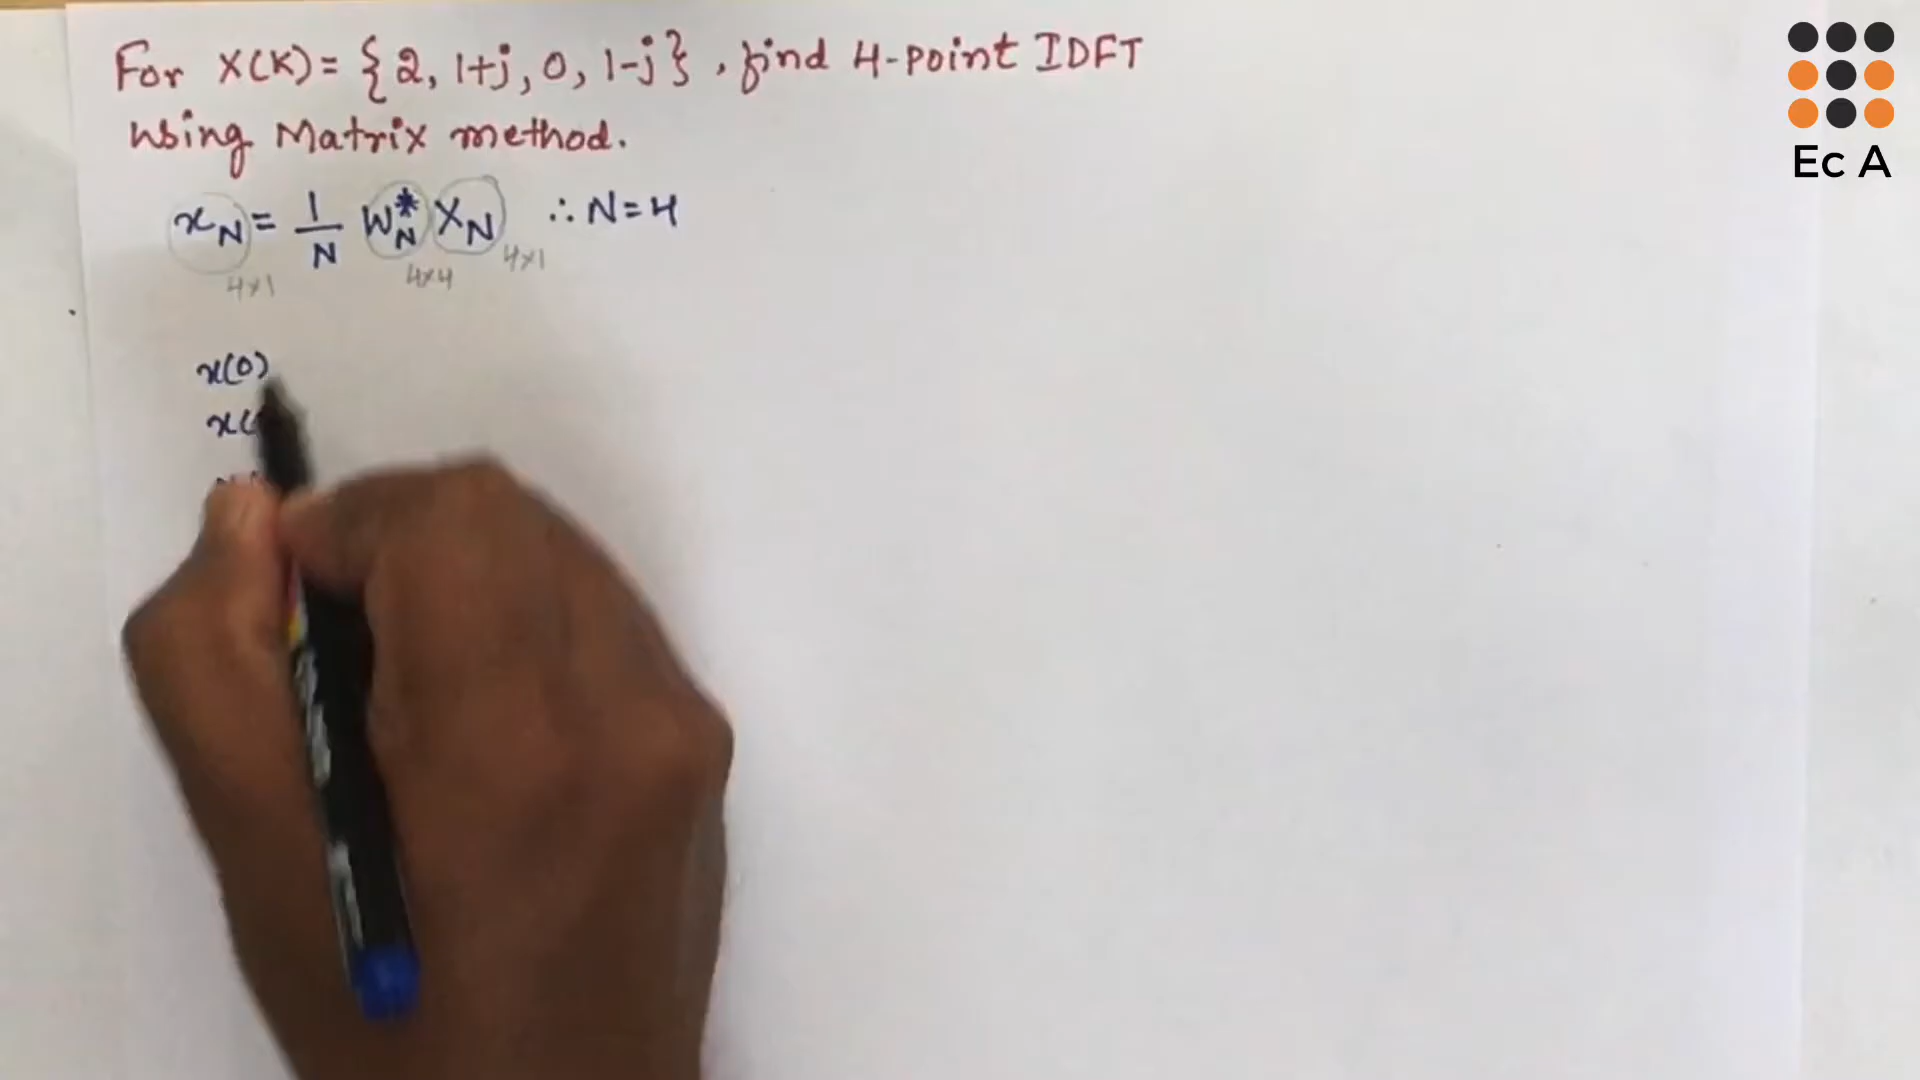 For X(K) = {2, 1+j, 0, 1-j}, find 4-point IDFT
using Matrix method.
x_N = 1/N W_N^* X_N ∴ N=4
4×1 4×4 4×1
x(0)
x(
Ec A